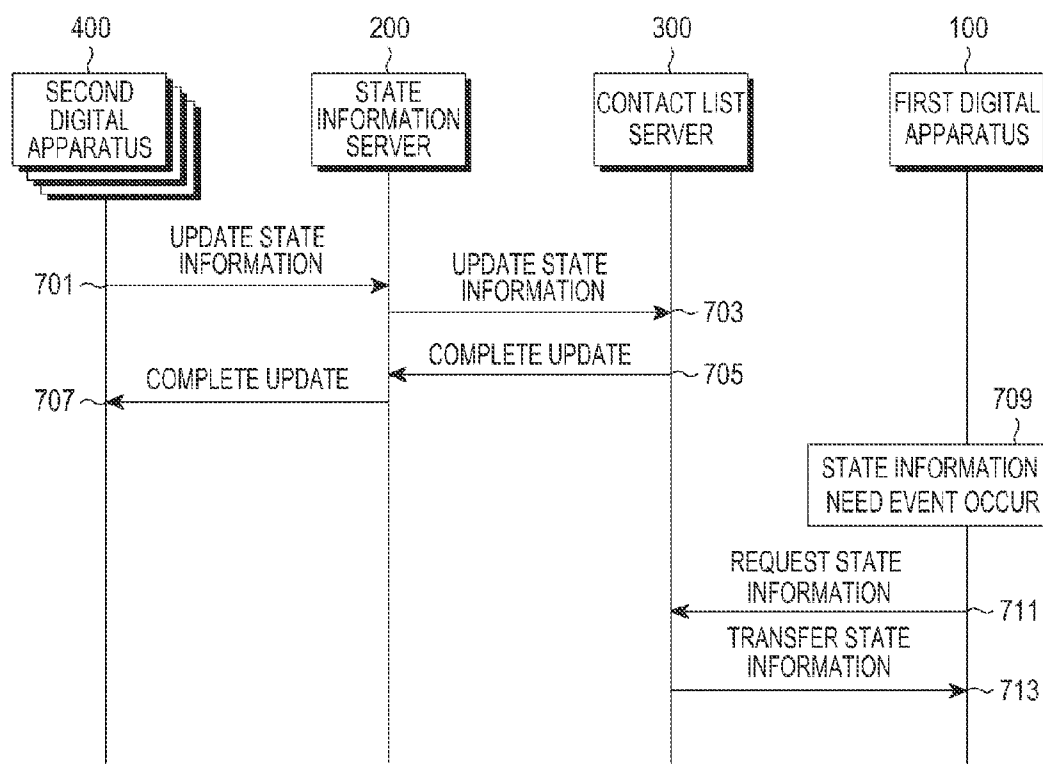 400
200
300
100
SECOND
DIGITAL
APPARATUS
STATE
INFORMATION
SERVER
CONTACT LIST
SERVER
FIRST DIGITAL
APPARATUS
UPDATE STATE
INFORMATION
701
UPDATE STATE
INFORMATION
703
COMPLETE UPDATE
705
COMPLETE UPDATE
707
709
STATE INFORMATION
NEED EVENT OCCUR
REQUEST STATE
INFORMATION
711
TRANSFER STATE
INFORMATION
713